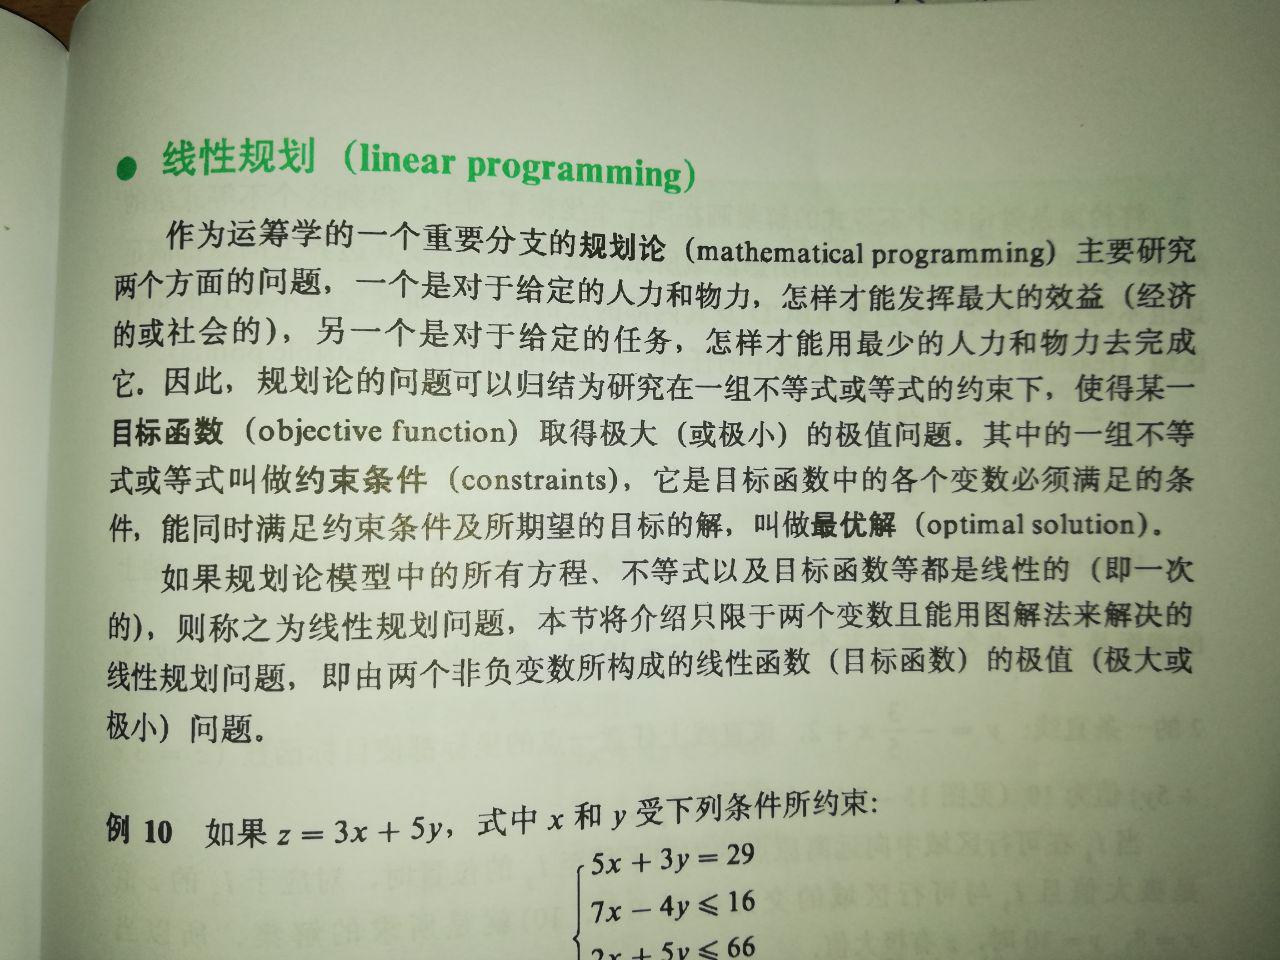 ● 线性规划（linear programming）
作为运筹学的一个重要分支的规划论（mathematical programming）主要研究
两个方面的问题，一个是对于给定的人力和物力，怎样才能发挥最大的效益（经济
的或社会的），另一个是对于给定的任务，怎样才能用最少的人力和物力去完成
它. 因此，规划论的问题可以归结为研究在一组不等式或等式的约束下，使得某一
目标函数（objective function）取得极大（或极小）的极值问题. 其中的一组不等
式或等式叫做约束条件（constraints），它是目标函数中的各个变数必须满足的条
件，能同时满足约束条件及所期望的目标的解，叫做最优解（optimal solution）。
如果规划论模型中的所有方程、不等式以及目标函数等都是线性的（即一次
的），则称之为线性规划问题，本节将介绍只限于两个变数且能用图解法来解决的
线性规划问题，即由两个非负变数所构成的线性函数（目标函数）的极值（极大或
极小）问题。
例 10 如果 z = 3x + 5y，式中 x 和 y 受下列条件所约束:
5x + 3y = 29
7x − 4y ⩽ 16
2x + 5y ⩽ 66